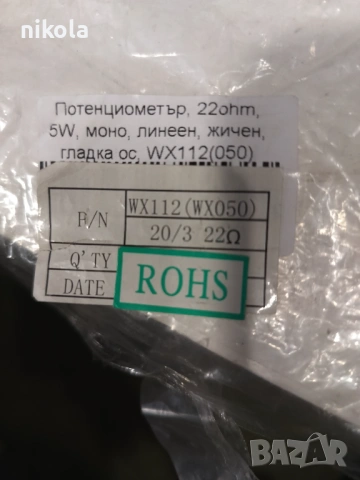 nikola
Потенциометър, 22ohm,
5W, моно, линеен, жичен,
гладка ос, WX112(050)
P/N
WX112(WX050)
20/3 22Ω
Q'TY
DATE
ROHS
BAZAR